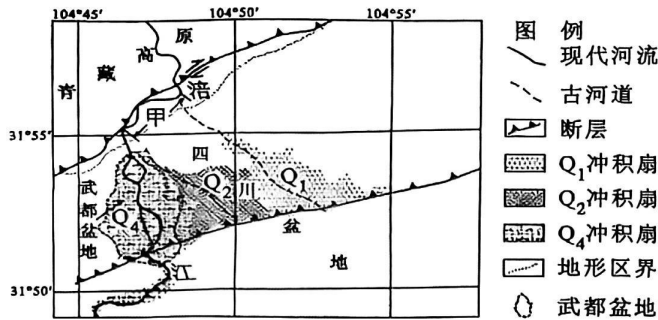 104°45′ 104°50′ 104°55′
青 藏 高 原
涪
甲
31°55′
四
川
Q₁
Q₂
Q₄
武都盆地
盆
地
江
31°50′
图 例
现代河流
古河道
断层
Q₁冲积扇
Q₂冲积扇
Q₄冲积扇
地形区界
武都盆地